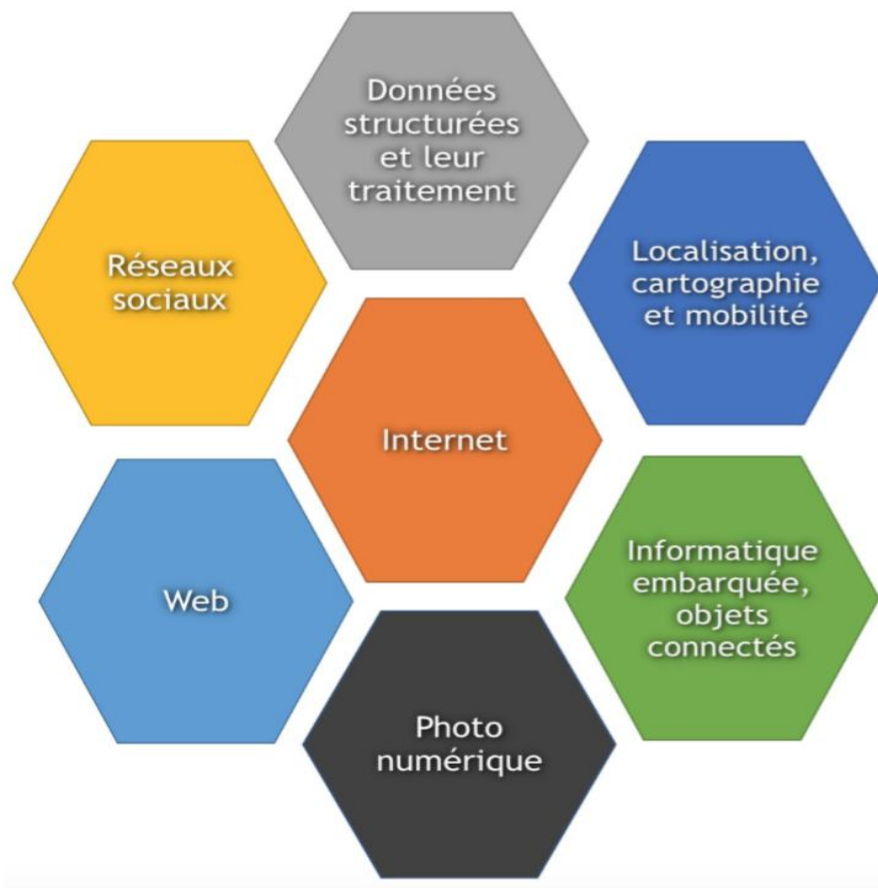 Données
structurées
et leur
traitement
Réseaux
sociaux
Localisation,
cartographie
et mobilité
Internet
Web
Informatique
embarquée,
objets
connectés
Photo
numérique